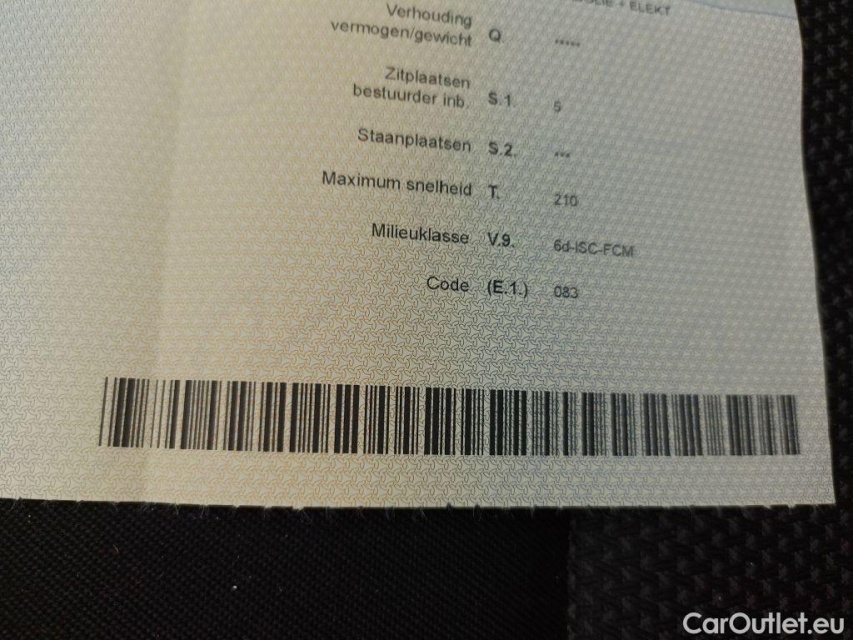 + ELEKT
Verhouding
vermogen/gewicht Q. .....
Zitplaatsen
bestuurder inb. S.1. 5
Staanplaatsen S.2. ...
Maximum snelheid T. 210
Milieuklasse V.9. 6d-ISC-FCM
Code (E.1.) 083
CarOutlet.eu